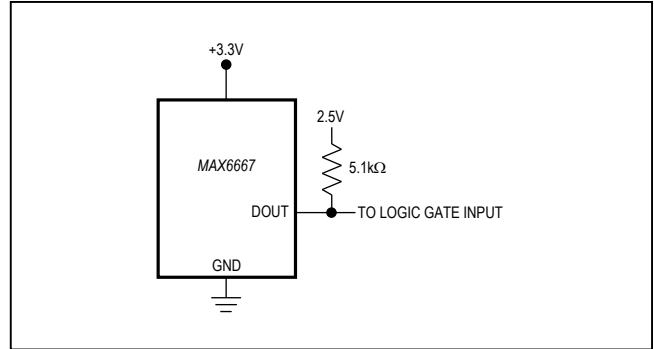 +3.3V
2.5V
MAX6667
5.1kΩ
DOUT
TO LOGIC GATE INPUT
GND